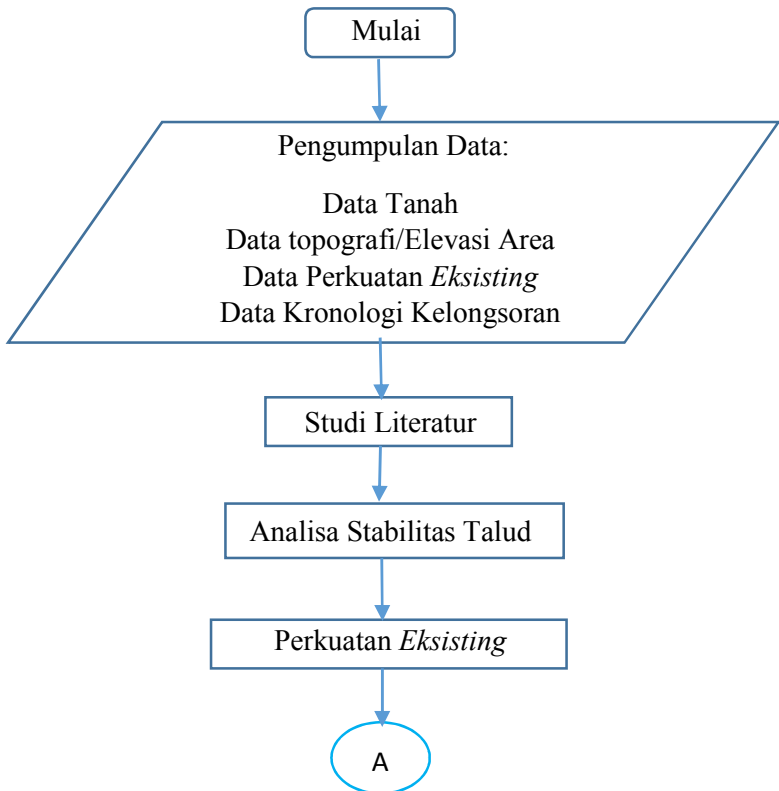 Mulai
Pengumpulan Data:
Data Tanah
Data topografi/Elevasi Area
Data Perkuatan Eksisting
Data Kronologi Kelongsoran
Studi Literatur
Analisa Stabilitas Talud
Perkuatan Eksisting
A